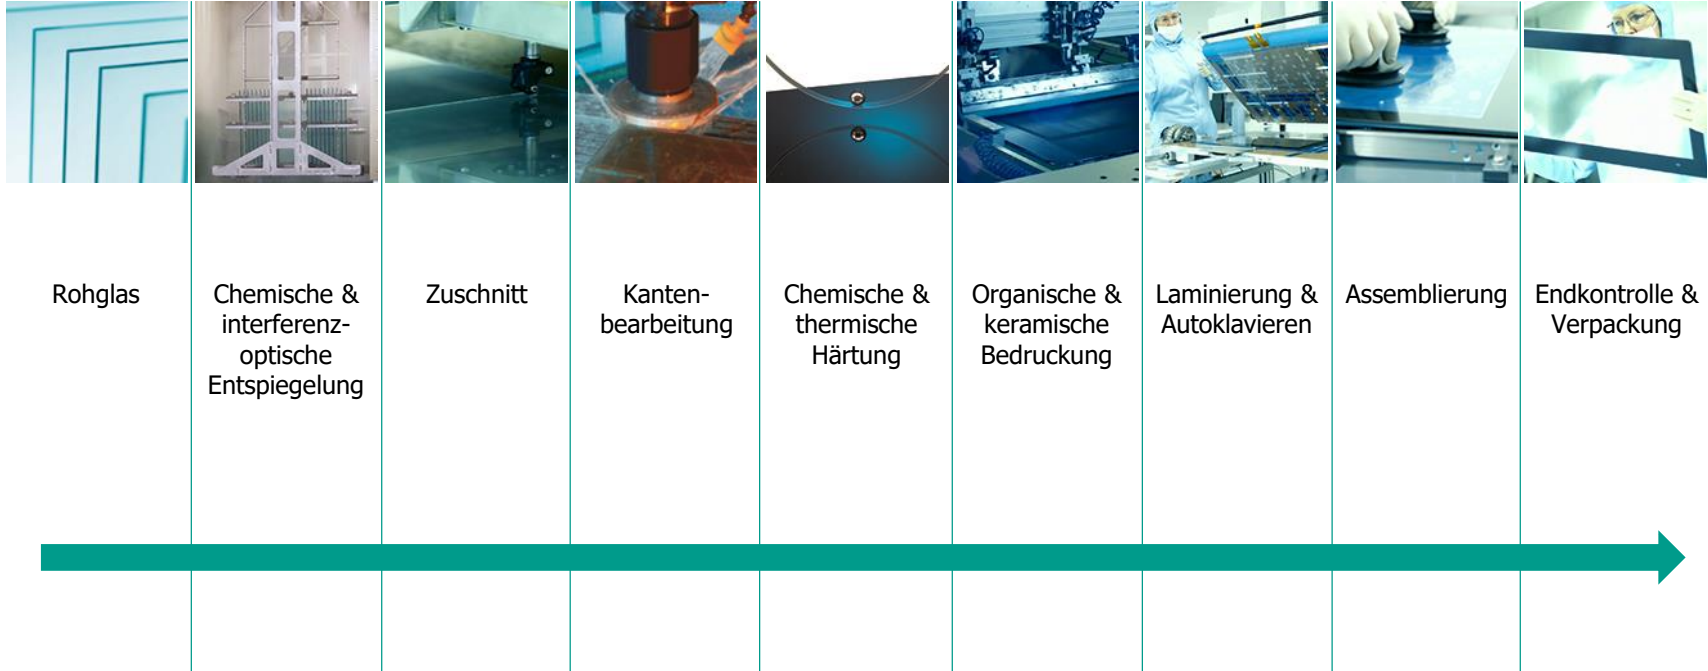 Rohglas
Chemische &
interferenz-
optische
Entspiegelung
Zuschnitt
Kanten-
bearbeitung
Chemische &
thermische
Härtung
Organische &
keramische
Bedruckung
Laminierung &
Autoklavieren
Assemblierung
Endkontrolle &
Verpackung